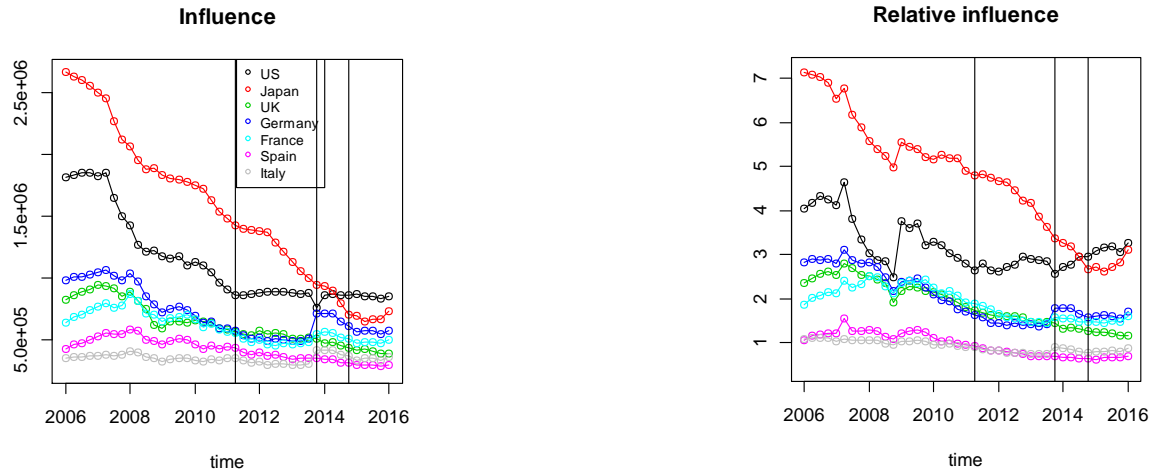 Influence
2.5e+06
1.5e+06
5.0e+05
US
Japan
UK
Germany
France
Spain
Italy
2006 2008 2010 2012 2014 2016
time
Relative influence
7
6
5
4
3
2
1
2006 2008 2010 2012 2014 2016
time